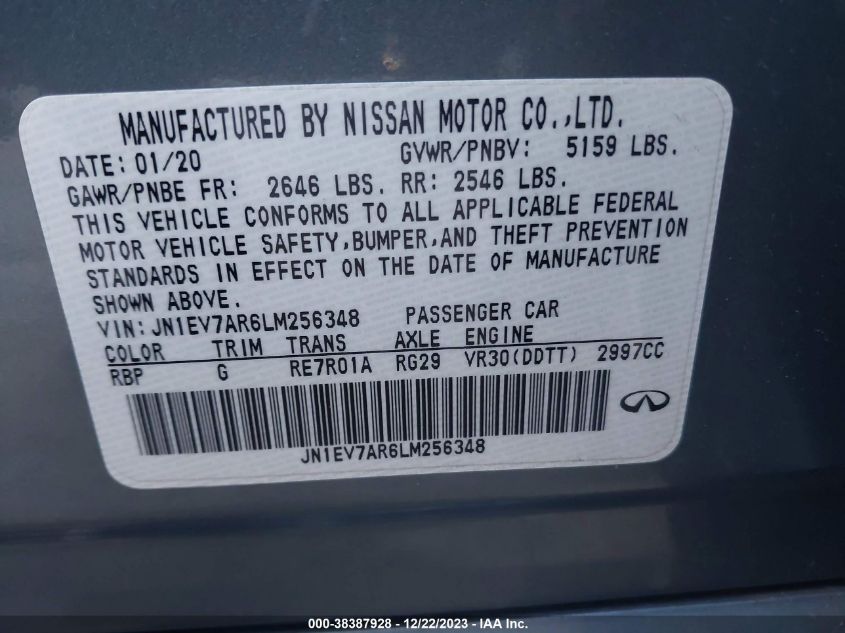 MANUFACTURED BY NISSAN MOTOR CO.,LTD.
DATE: 01/20 GVWR/PNBV: 5159 LBS.
GAWR/PNBE FR: 2646 LBS. RR: 2546 LBS.
THIS VEHICLE CONFORMS TO ALL APPLICABLE FEDERAL
MOTOR VEHICLE SAFETY,BUMPER,AND THEFT PREVENTION
STANDARDS IN EFFECT ON THE DATE OF MANUFACTURE
SHOWN ABOVE.
VIN: JN1EV7AR6LM256348 PASSENGER CAR
COLOR TRIM TRANS AXLE ENGINE
RBP G RE7R01A RG29 VR30(DDTT) 2997CC
JN1EV7AR6LM256348
000-38387928 - 12/22/2023 - IAA Inc.